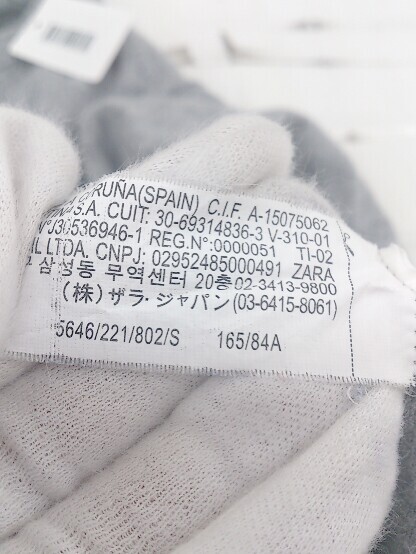 RUÑA(SPAIN) C.I.F. A-15075062
S.A. CUIT: 30-69314836-3 V-310-01
N°J30536946-1 REG.N°:0000051 TI-02
LTDA. CNPJ: 02952485000491 ZARA
삼성동 무역센터 20층 02-3413-9800
(株) ザラ・ジャパン (03-6415-8061)
5646/221/802/S 165/84A